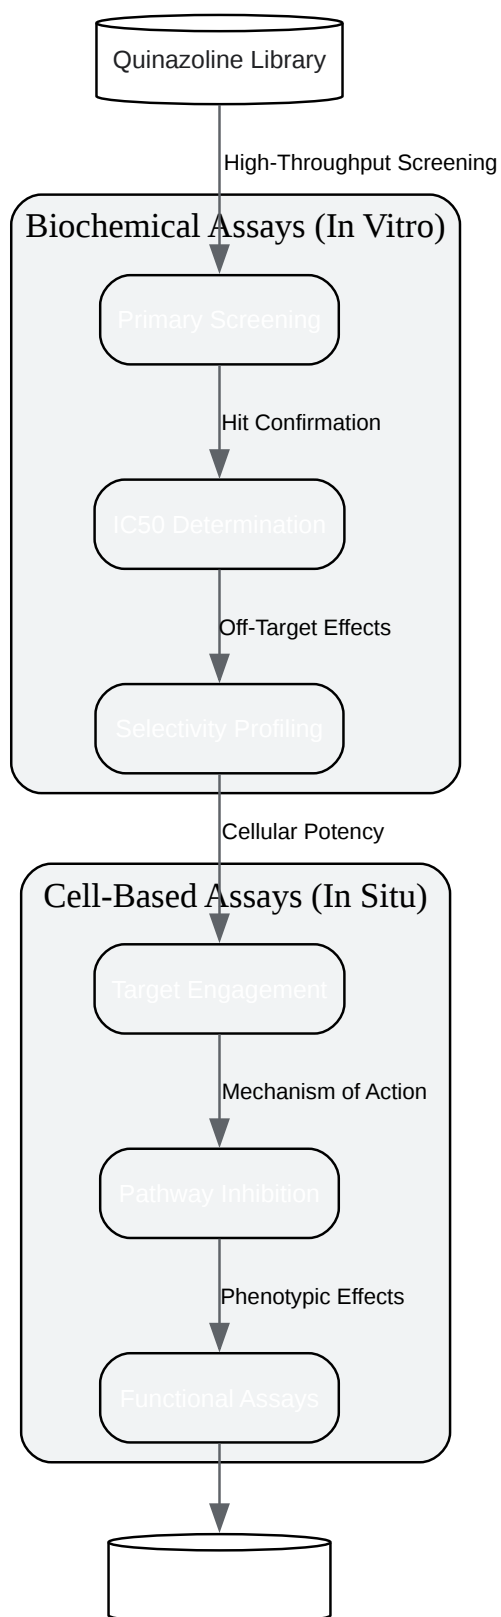 Quinazoline Library
High-Throughput Screening
Biochemical Assays (In Vitro)
Primary Screening
Hit Confirmation
IC50 Determination
Off-Target Effects
Selectivity Profiling
Cellular Potency
Cell-Based Assays (In Situ)
Target Engagement
Mechanism of Action
Pathway Inhibition
Phenotypic Effects
Functional Assays